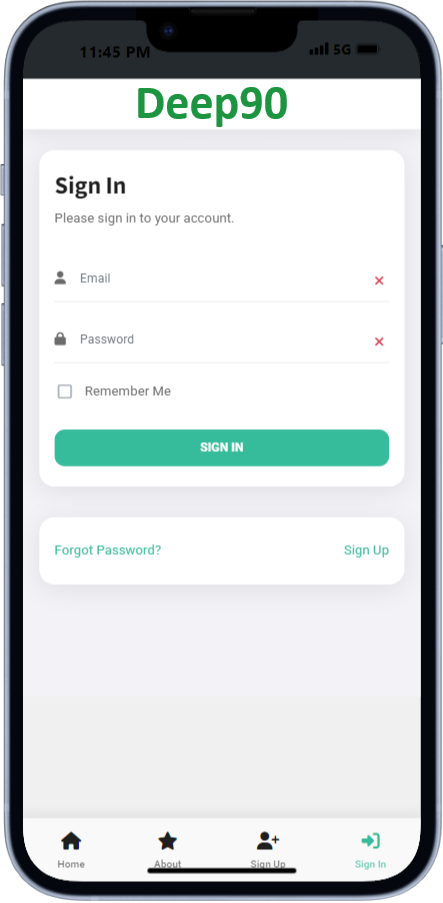 11:45 PM 5G
Deep90
Sign In
Please sign in to your account.
Email
Password
Remember Me
SIGN IN
Forgot Password? Sign Up
Home About Sign Up Sign In